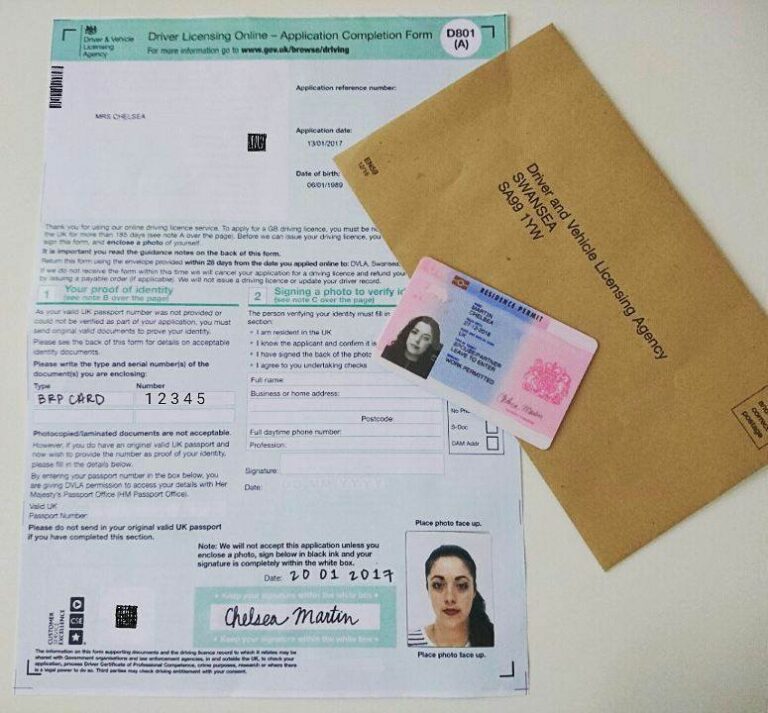 Driver & Vehicle
Licensing
Agency
Driver Licensing Online – Application Completion Form
For more information go to www.gov.uk/browse/driving
D801
(A)
Application reference number:
MRS CHELSEA
Application date:
13/01/2017
Date of birth:
06/01/1989
Thank you for using our online driving licence service. To apply for a GB driving licence, you must be
the UK for more than 185 days (see note A over the page). Before we can issue your driving licence, you
sign this form, and enclose a photo of yourself.
It is important you read the guidance notes on the back of this form.
Return this form using the envelope provided within 28 days from the date you applied online to: DVLA, Swansea
If we do not receive the form within this time we will cancel your application for a driving licence and refund your
by issuing a payable order (if applicable). We will not issue a driving licence or update your driver record.
1 Your proof of identity
(see note B over the page)
As your valid UK passport number was not provided or
could not be verified as part of your application, you must
send original valid documents to prove your identity.
Please see the back of this form for details on acceptable
identity documents.
Please write the type and serial number(s) of the
document(s) you are enclosing:
Type Number
BRP CARD 12345
Photocopied/laminated documents are not acceptable.
However, if you do have an original valid UK passport and
now wish to provide the number as proof of your identity,
please fill in the details below.
By entering your passport number in the box below, you
are giving DVLA permission to access your details with Her
Majesty's Passport Office (HM Passport Office).
Valid UK
Passport Number:
Please do not send in your original valid UK passport
if you have completed this section.
2 Signing a photo to verify
(see note C over the page)
The person verifying your identity must fill in
section:
• I am resident in the UK
• I know the applicant and confirm it is
• I have signed the back of the photo
• I agree to undertaking checks
Full name:
Business or home address:
Postcode:
Full daytime phone number:
Profession:
Signature:
Date:
S-Doc
DAM Addr
Note: We will not accept this application unless you
enclose a photo, sign below in black ink and your
signature is completely within the white box.
Date: 20 01 2017
• Keep your signature within the white box •
Chelsea Martin
• Keep your signature within the white box •
Place photo face up.
Place photo face up.
CUSTOMER
SERVICE
EXCELLENCE
CSE
The information on this form supporting documents and the driving licence record to which it relates may be
shared with Government organisations and law enforcement agencies, in and outside the UK, to check your
application, process Driver Certificate of Professional Competence, crime purposes, research or where there
is a legal power to do so. Third parties may check driving entitlement with your consent.
RESIDENCE PERMIT
MARTIN
CHELSEA
UK
SPOUSE/PARTNER
LEAVE TO ENTER
WORK PERMITTED
Chelsea Martin
Driver and Vehicle Licensing Agency
SWANSEA
SA99 1YW
postage